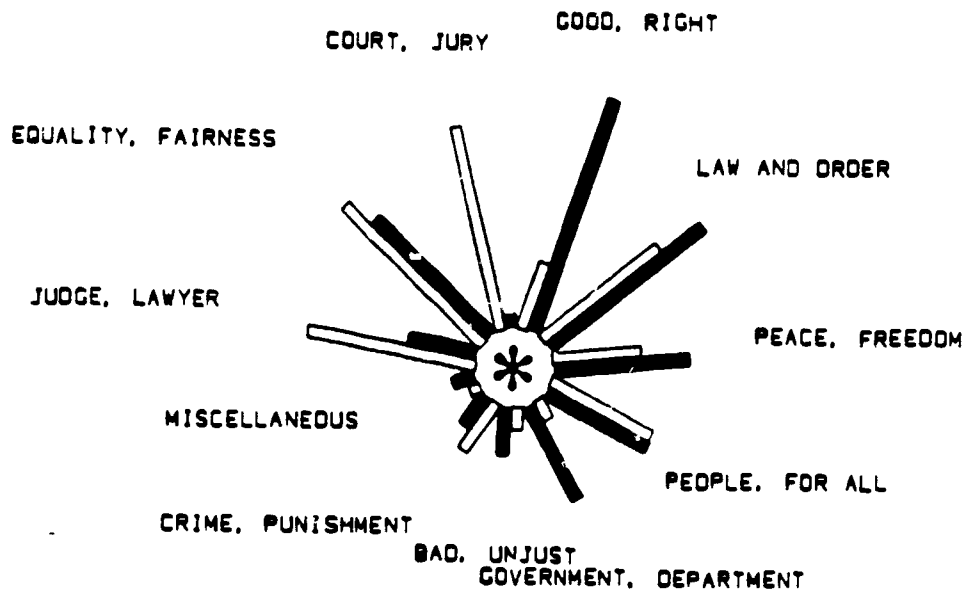 GOOD, RIGHT
COURT, JURY
EQUALITY, FAIRNESS
LAW AND ORDER
JUDGE, LAWYER
PEACE, FREEDOM
MISCELLANEOUS
PEOPLE, FOR ALL
CRIME, PUNISHMENT
BAD, UNJUST
GOVERNMENT, DEPARTMENT